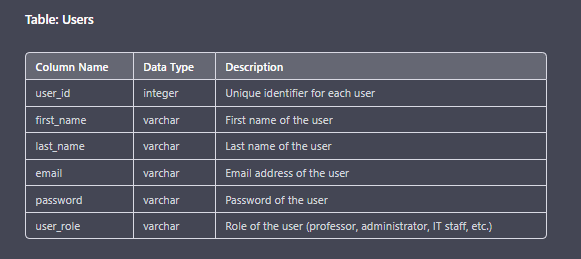 Table: Users
Column Name Data Type Description
user_id integer Unique identifier for each user
first_name varchar First name of the user
last_name varchar Last name of the user
email varchar Email address of the user
password varchar Password of the user
user_role varchar Role of the user (professor, administrator, IT staff, etc.)